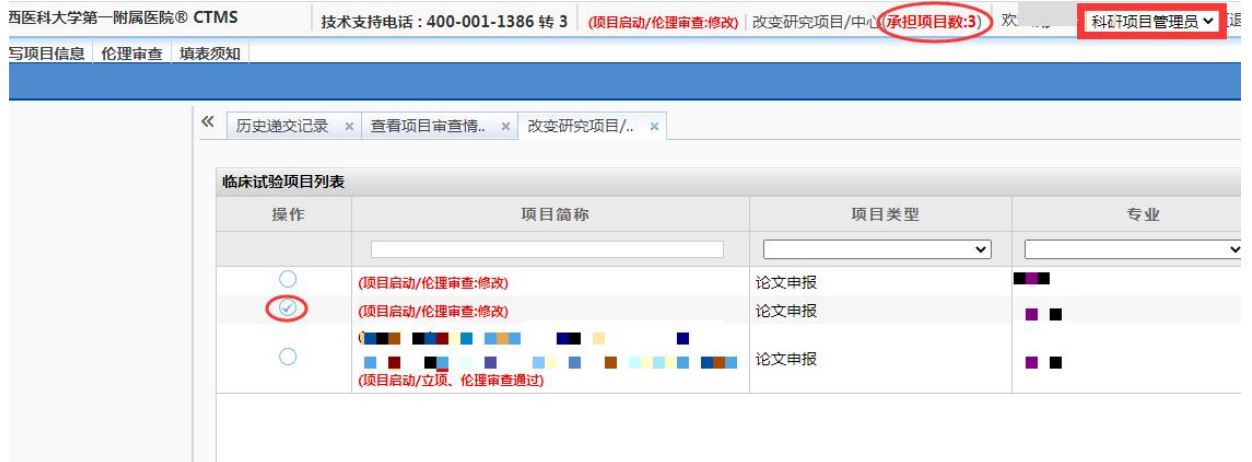 西医科大学第一附属医院® CTMS 技术支持电话：400-001-1386 转 3 (项目启动/伦理审查:修改) 改变研究项目/中心(承担项目数:3) 欢 科研项目管理员
写项目信息 伦理审查 填表须知
« 历史递交记录 × 查看项目审查情.. × 改变研究项目/.. ×
临床试验项目列表
操作 项目简称 项目类型 专业
(项目启动/伦理审查:修改) 论文申报
(项目启动/伦理审查:修改) 论文申报
论文申报
(项目启动/立项、伦理审查通过)